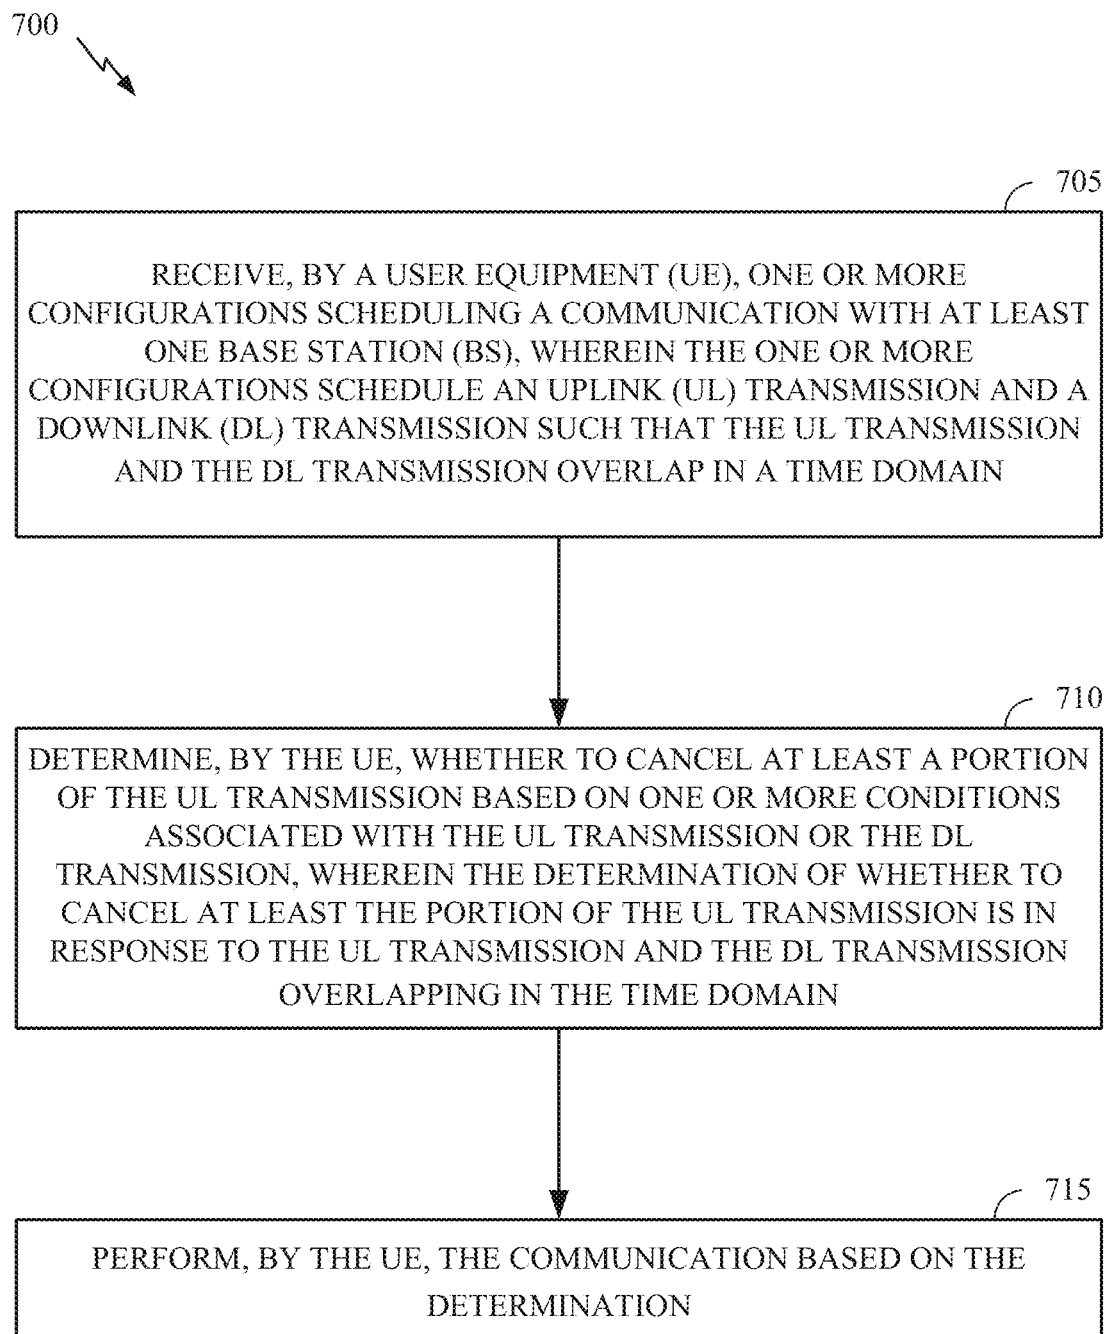 700
705
RECEIVE, BY A USER EQUIPMENT (UE), ONE OR MORE
CONFIGURATIONS SCHEDULING A COMMUNICATION WITH AT LEAST
ONE BASE STATION (BS), WHEREIN THE ONE OR MORE
CONFIGURATIONS SCHEDULE AN UPLINK (UL) TRANSMISSION AND A
DOWNLINK (DL) TRANSMISSION SUCH THAT THE UL TRANSMISSION
AND THE DL TRANSMISSION OVERLAP IN A TIME DOMAIN
710
DETERMINE, BY THE UE, WHETHER TO CANCEL AT LEAST A PORTION
OF THE UL TRANSMISSION BASED ON ONE OR MORE CONDITIONS
ASSOCIATED WITH THE UL TRANSMISSION OR THE DL
TRANSMISSION, WHEREIN THE DETERMINATION OF WHETHER TO
CANCEL AT LEAST THE PORTION OF THE UL TRANSMISSION IS IN
RESPONSE TO THE UL TRANSMISSION AND THE DL TRANSMISSION
OVERLAPPING IN THE TIME DOMAIN
715
PERFORM, BY THE UE, THE COMMUNICATION BASED ON THE
DETERMINATION